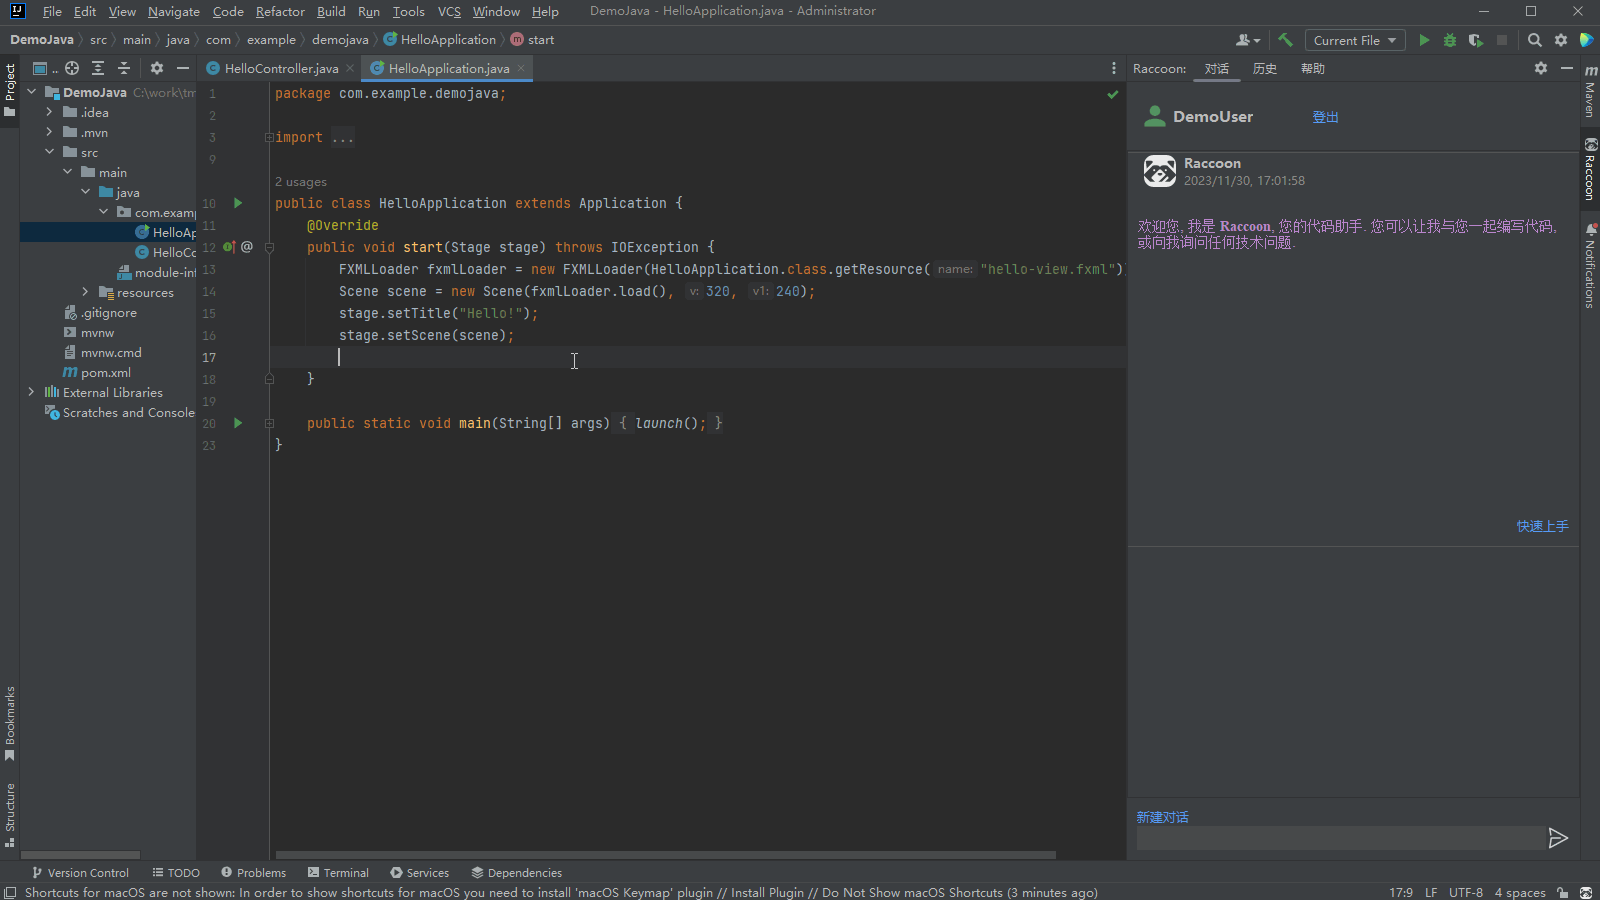 File Edit View Navigate Code Refactor Build Run Tools VCS Window Help DemoJava - HelloApplication.java - Administrator
DemoJava src main java com example demojava HelloApplication start
Current File
Project
DemoJava C:\work\tm
.idea
.mvn
src
main
java
com.examp
HelloAp
HelloCo
module-inf
resources
.gitignore
mvnw
mvnw.cmd
pom.xml
External Libraries
Scratches and Console
Bookmarks
Structure
HelloController.java HelloApplication.java
1 package com.example.demojava;
2
3 import ...
9
2 usages
10 public class HelloApplication extends Application {
11 @Override
12 public void start(Stage stage) throws IOException {
13 FXMLLoader fxmlLoader = new FXMLLoader(HelloApplication.class.getResource( name: "hello-view.fxml"))
14 Scene scene = new Scene(fxmlLoader.load(), v: 320, v1: 240);
15 stage.setTitle("Hello!");
16 stage.setScene(scene);
17
18 }
19
20 public static void main(String[] args) { launch(); }
23 }
Raccoon: 对话 历史 帮助
DemoUser 登出
Raccoon
2023/11/30, 17:01:58
欢迎您, 我是 Raccoon, 您的代码助手. 您可以让我与您一起编写代码,
或向我询问任何技术问题.
快速上手
新建对话
Maven
Raccoon
Notifications
Version Control TODO Problems Terminal Services Dependencies
Shortcuts for macOS are not shown: In order to show shortcuts for macOS you need to install 'macOS Keymap' plugin // Install Plugin // Do Not Show macOS Shortcuts (3 minutes ago) 17:9 LF UTF-8 4 spaces